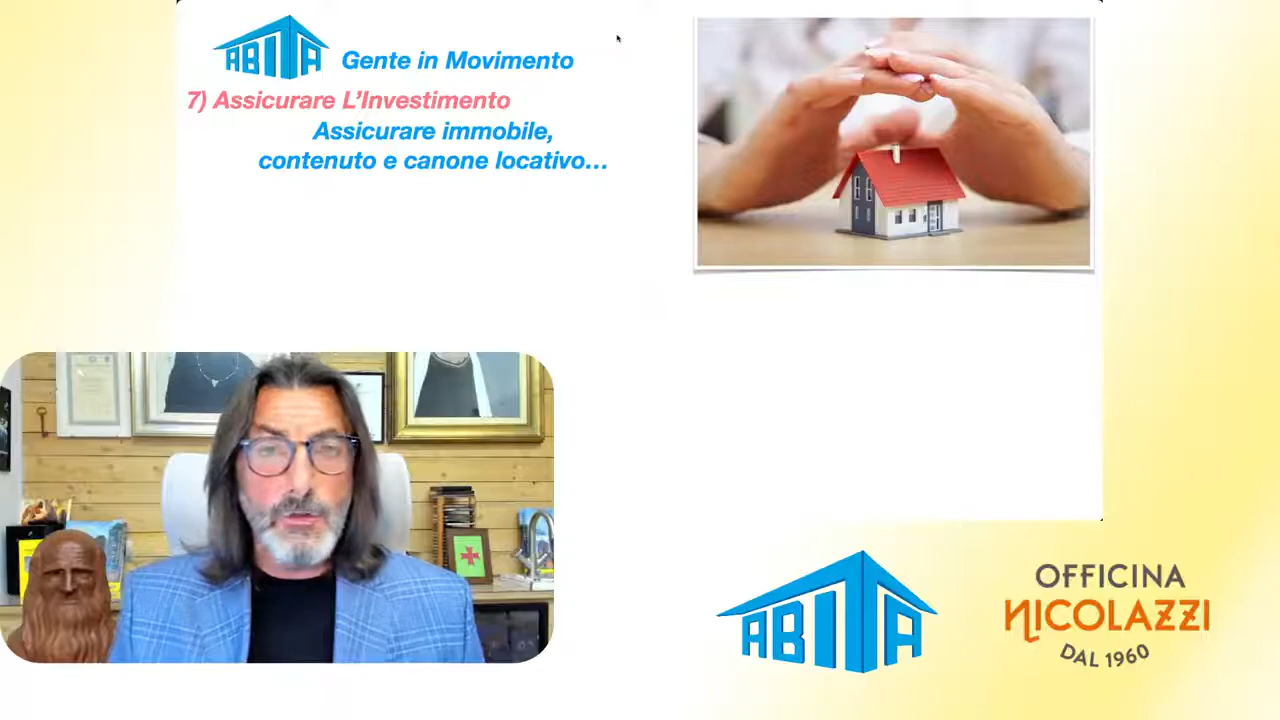 ABITA
Gente in Movimento
7) Assicurare L'Investimento
Assicurare immobile,
contenuto e canone locativo...
ABITA
OFFICINA
NICOLAZZI
DAL 1960